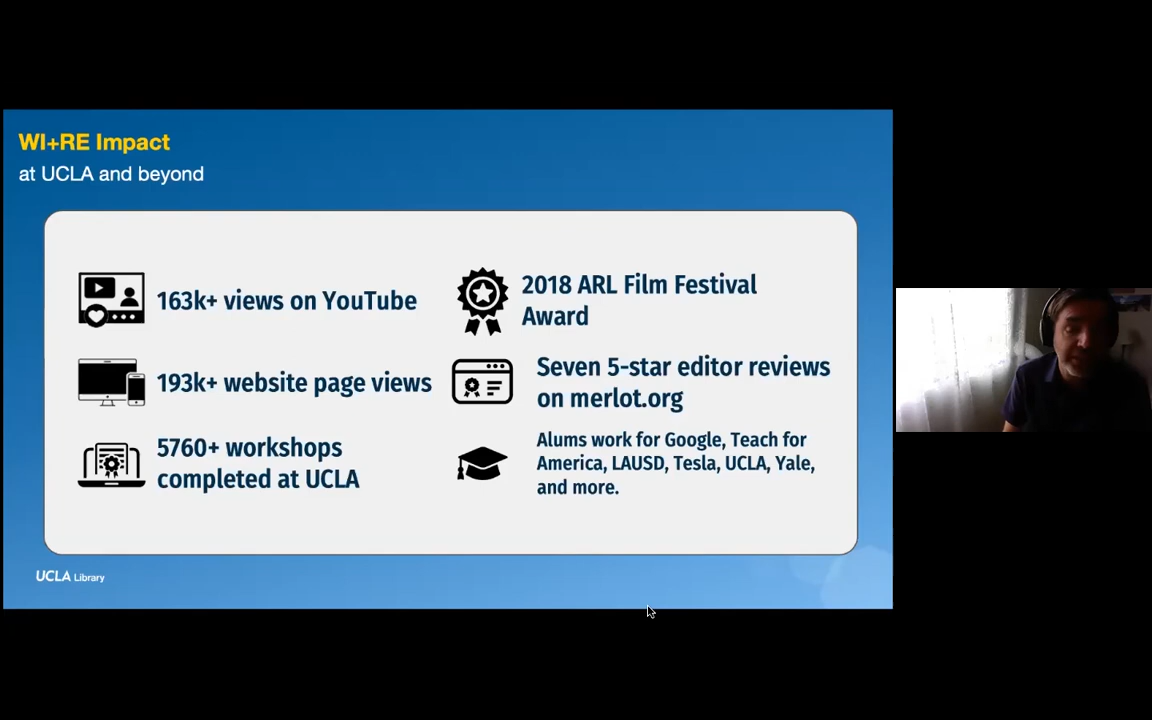 WI+RE Impact
at UCLA and beyond
163k+ views on YouTube
193k+ website page views
5760+ workshops
completed at UCLA
2018 ARL Film Festival
Award
Seven 5-star editor reviews
on merlot.org
Alums work for Google, Teach for
America, LAUSD, Tesla, UCLA, Yale,
and more.
UCLA Library